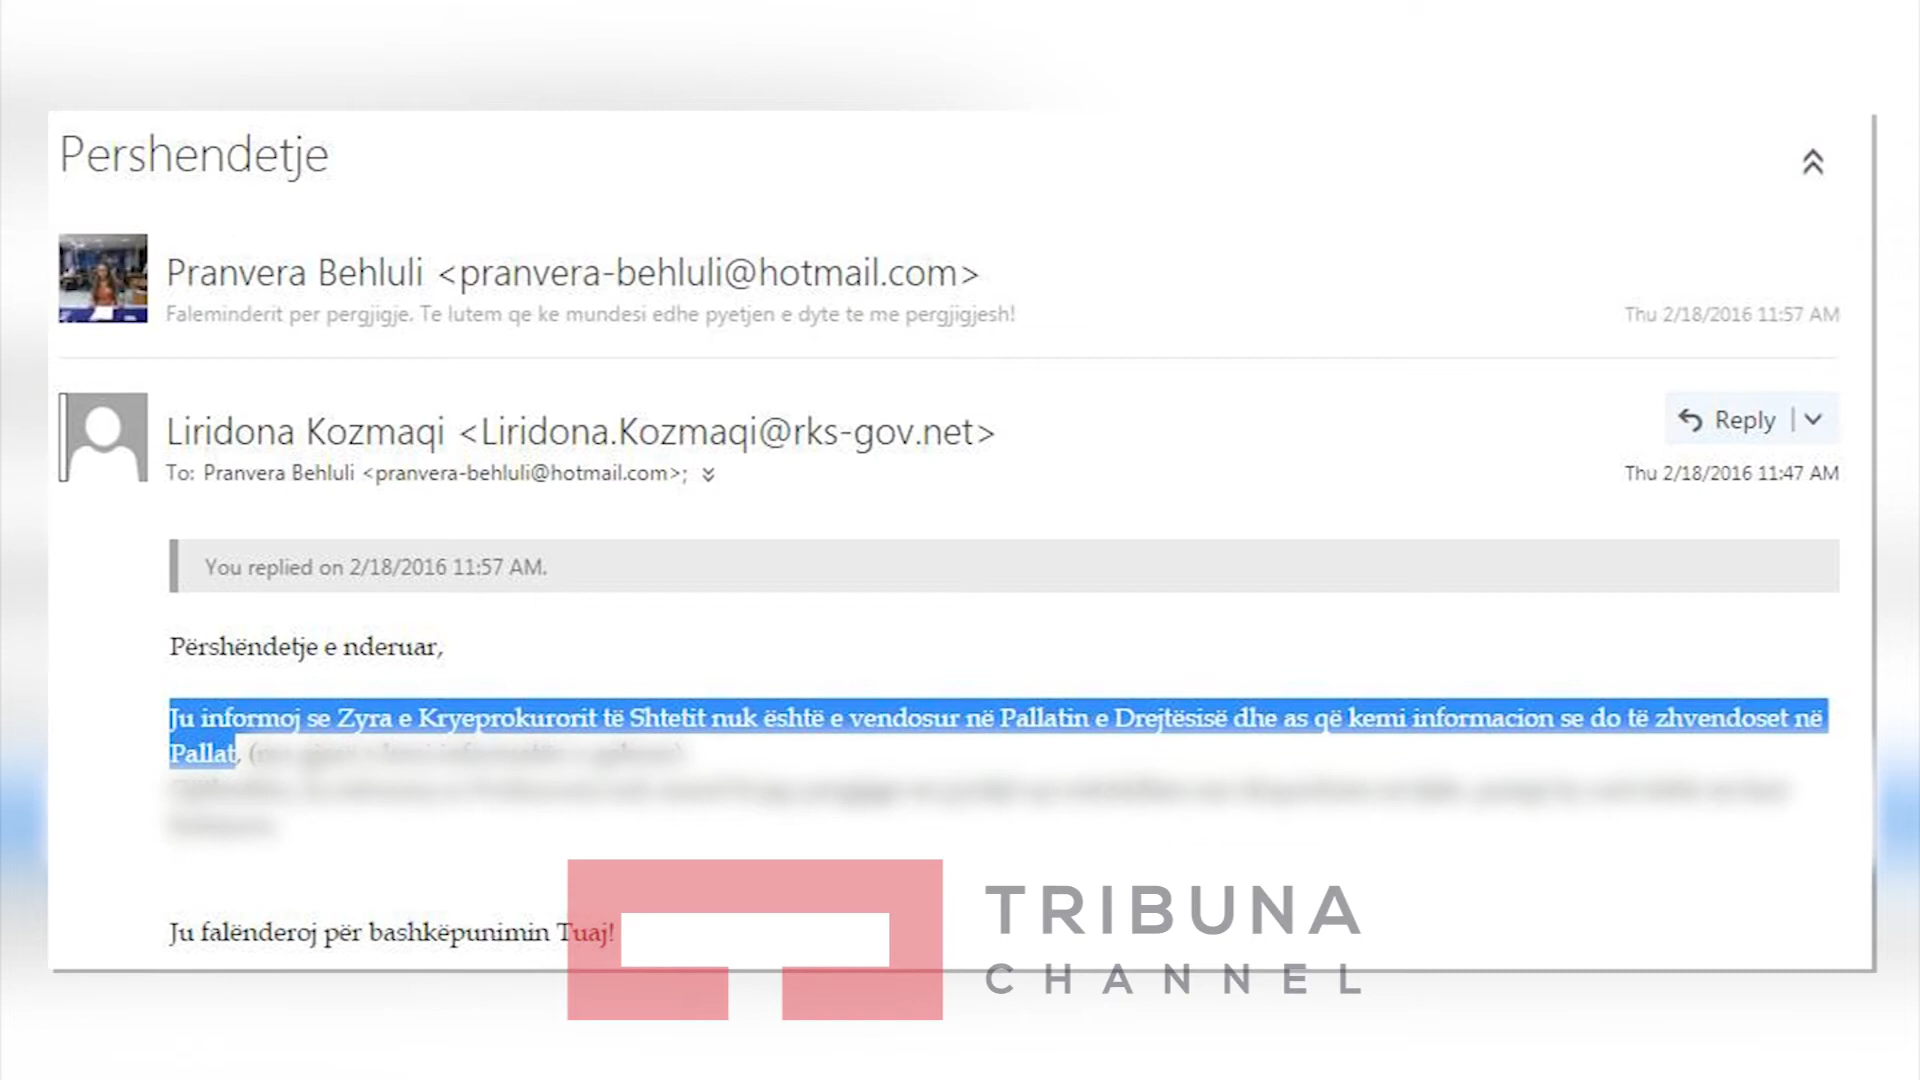 Pershendetje
Pranvera Behluli <pranvera-behluli@hotmail.com>
Faleminderit per pergjigje. Te lutem qe ke mundesi edhe pyetjen e dyte te me pergjigjesh!
Thu 2/18/2016 11:57 AM
Liridona Kozmaqi <Liridona.Kozmaqi@rks-gov.net>
Reply
To: Pranvera Behluli <pranvera-behluli@hotmail.com>;
Thu 2/18/2016 11:47 AM
You replied on 2/18/2016 11:57 AM.
Përshëndetje e nderuar,
Ju informoj se Zyra e Kryeprokurorit të Shtetit nuk është e vendosur në Pallatin e Drejtësisë dhe as që kemi informacion se do të zhvendoset në
Pallat,
Ju falënderoj për bashkëpunimin Tuaj!
TRIBUNA
CHANNEL